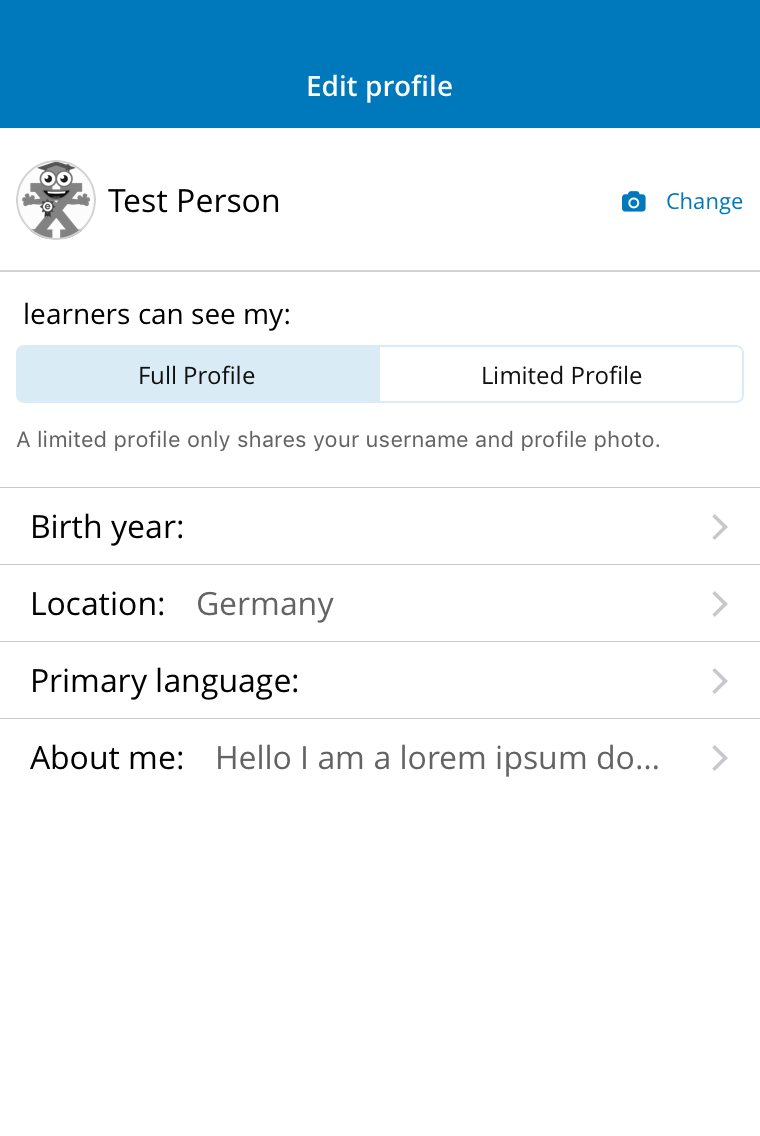 Edit profile
Test Person
Change
learners can see my:
Full Profile
Limited Profile
A limited profile only shares your username and profile photo.
Birth year:
Location: Germany
Primary language:
About me: Hello I am a lorem ipsum do...